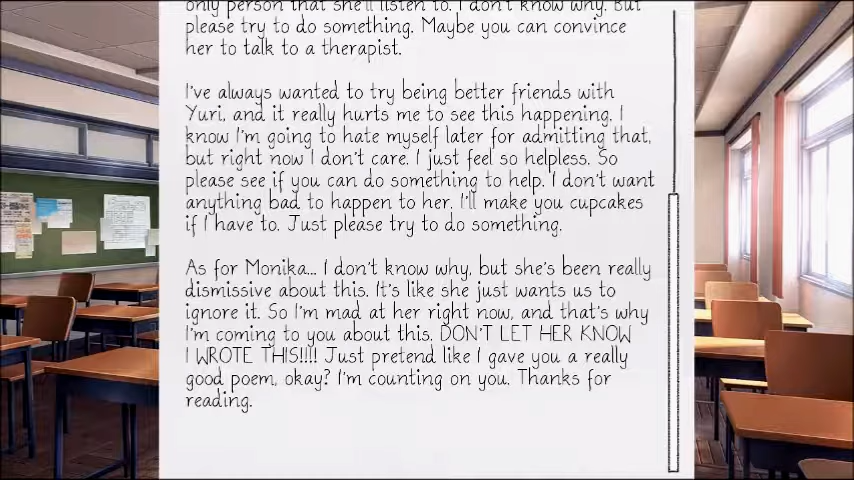 only person that she'll listen to. I don't know why. But
please try to do something. Maybe you can convince
her to talk to a therapist.
I've always wanted to try being better friends with
Yuri, and it really hurts me to see this happening. I
know I'm going to hate myself later for admitting that,
but right now I don't care. I just feel so helpless. So
please see if you can do something to help. I don't want
anything bad to happen to her. I'll make you cupcakes
if I have to. Just please try to do something.
As for Monika... I don't know why, but she's been really
dismissive about this. It's like she just wants us to
ignore it. So I'm mad at her right now, and that's why
I'm coming to you about this. DON'T LET HER KNOW
I WROTE THIS!!!! Just pretend like I gave you a really
good poem, okay? I'm counting on you. Thanks for
reading.